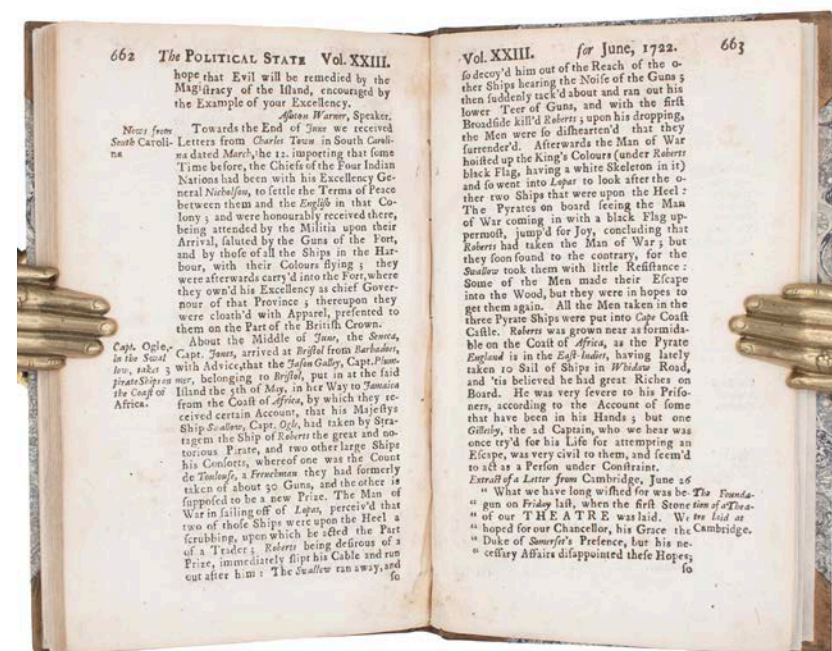 662 The POLITICAL STATE Vol. XXIII.
hope that Evil will be remedied by the
Magiſtracy of the Iſland, encouraged by
the Example of your Excellency.
Aſhton Warner, Speaker.
News from
South Caroli-
na
Towards the End of June we received
Letters from Charles Town in South Caroli-
na dated March, the 12. importing that ſome
Time before, the Chiefs of the Four Indian
Nations had been with his Excellency Ge-
neral Nicholſon, to ſettle the Terms of Peace
between them and the Engliſh in that Co-
lony ; and were honourably received there,
being attended by the Militia upon their
Arrival, ſaluted by the Guns of the Fort,
and by thoſe of all the Ships in the Har-
bour, with their Colours flying ; they
were afterwards carry'd into the Fort, where
they own'd his Excellency as chief Gover-
nour of that Province ; thereupon they
were cloath'd with Apparel, preſented to
them on the Part of the Britiſh Crown.
Capt. Ogle,
in the Swal
low, takes 3
pirate Ships on
the Coaſt of
Africa.
About the Middle of June, the Seneca,
Capt. Jones, arrived at Briſtol from Barbadoes,
with Advice, that the Jaſon Galley, Capt. Plum-
mer, belonging to Briſtol, put in at the ſaid
Iſland the 5th of May, in her Way to Jamaica
from the Coaſt of Africa, by which they re-
ceived certain Account, that his Majeſtys
Ship Swallow, Capt. Ogle, had taken by Stra-
tagem the Ship of Roberts the great and no-
torious Pirate, and two other large Ships
his Conſorts, whereof one was the Count
de Toulouſe, a Frenchman they had formerly
taken of about 30 Guns, and the other is
ſuppoſed to be a new Prize. The Man of
War in ſailing off of Lopas, perceiv'd that
two of thoſe Ships were upon the Heel a
ſcrubbing, upon which he acted the Part
of a Trader ; Roberts being deſirous of a
Prize, immediately ſlipt his Cable and run
out after him : The Swallow ran away, and
ſo
Vol. XXIII. for June, 1722. 663
ſo decoy'd him out of the Reach of the o-
ther Ships hearing the Noiſe of the Guns ;
then ſuddenly tack'd about and ran out his
lower Teer of Guns, and with the firſt
Broadſide kill'd Roberts ; upon his dropping,
the Men were ſo diſhearten'd that they
ſurrender'd. Afterwards the Man of War
hoiſted up the King's Colours (under Roberts
black Flag, having a white Skeleton in it)
and ſo went into Lopas to look after the o-
ther two Ships that were upon the Heel :
The Pyrates on board ſeeing the Man
of War coming in with a black Flag up-
permoſt, jump'd for Joy, concluding that
Roberts had taken the Man of War ; but
they ſoon found to the contrary, for the
Swallow took them with little Reſiſtance :
Some of the Men made their Eſcape
into the Wood, but they were in hopes to
get them again. All the Men taken in the
three Pyrate Ships were put into Cape Coaſt
Caſtle. Roberts was grown near as formida-
ble on the Coaſt of Africa, as the Pyrate
England is in the Eaſt-Indies, having lately
taken 10 Sail of Ships in Whidaw Road,
and 'tis believed he had great Riches on
Board. He was very ſevere to his Priſo-
ners, according to the Account of ſome
that have been in his Hands ; but one
Gilleſby, the 2d Captain, who we hear was
once try'd for his Life for attempting an
Eſcape, was very civil to them, and ſeem'd
to act as a Perſon under Conſtraint.
Extract of a Letter from Cambridge, June 26
“ What we have long wiſhed for was be-
“ gun on Friday laſt, when the firſt Stone
“ of our THEATRE was laid. We
“ hoped for our Chancellor, his Grace the
“ Duke of Somerſet's Preſence, but his ne-
“ ceſſary Affairs diſappointed theſe Hopes;
The Founda-
tion of a Thea-
tre laid at
Cambridge.
ſo